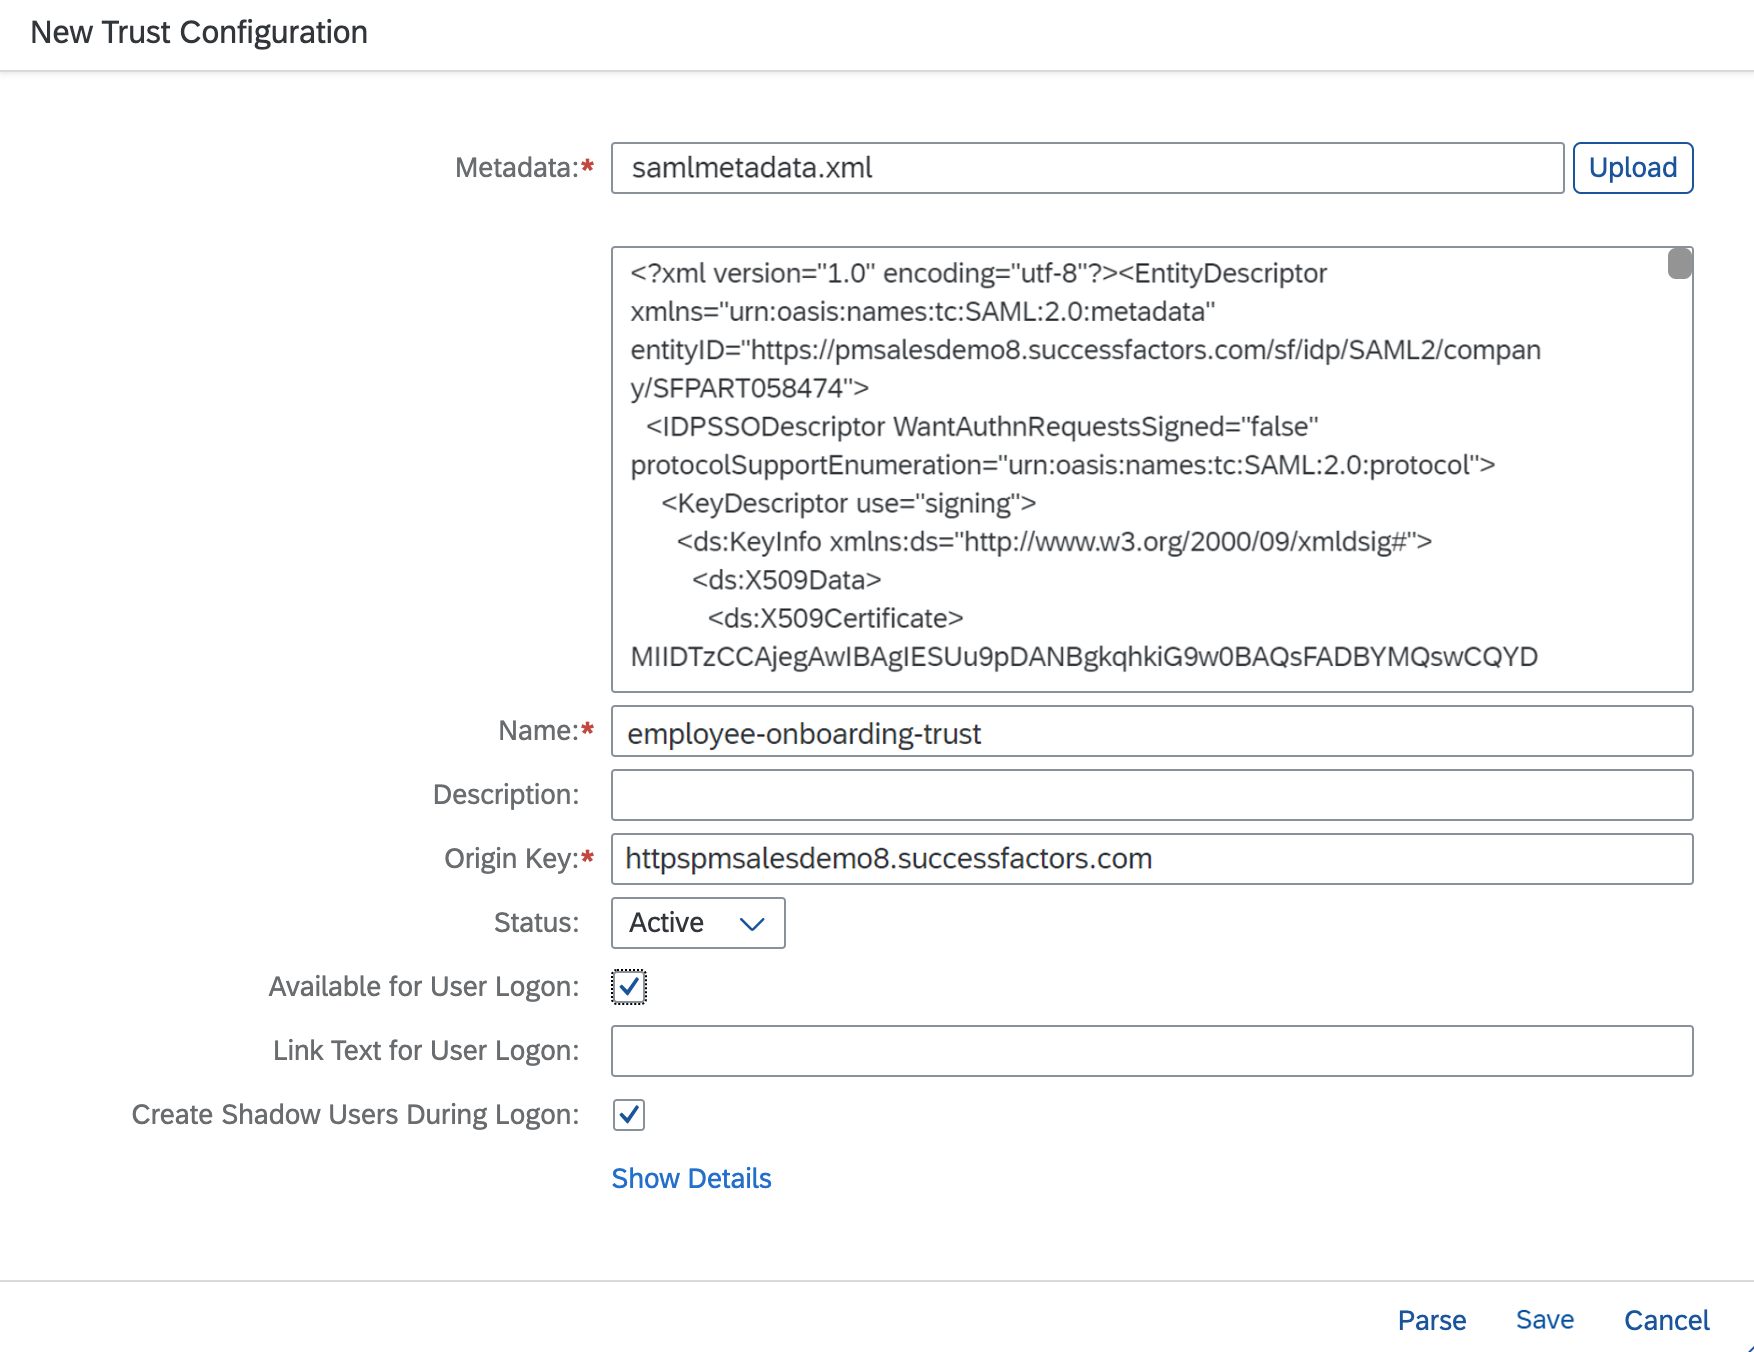 New Trust Configuration
Metadata:* samlmetadata.xml Upload
<?xml version="1.0" encoding="utf-8"?><EntityDescriptor
xmlns="urn:oasis:names:tc:SAML:2.0:metadata"
entityID="https://pmsalesdemo8.successfactors.com/sf/idp/SAML2/compan
y/SFPART058474">
<IDPSSODescriptor WantAuthnRequestsSigned="false"
protocolSupportEnumeration="urn:oasis:names:tc:SAML:2.0:protocol">
<KeyDescriptor use="signing">
<ds:KeyInfo xmlns:ds="http://www.w3.org/2000/09/xmldsig#">
<ds:X509Data>
<ds:X509Certificate>
MIIDTzCCAjegAwIBAgIESUu9pDANBgkqhkiG9w0BAQsFADBYMQswCQYD
Name:* employee-onboarding-trust
Description:
Origin Key:* httpspmsalesdemo8.successfactors.com
Status: Active
Available for User Logon:
Link Text for User Logon:
Create Shadow Users During Logon:
Show Details
Parse Save Cancel